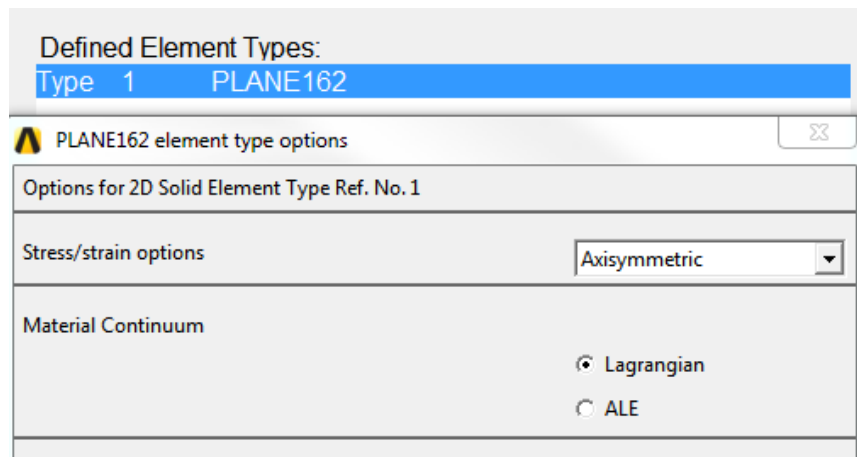 Defined Element Types:
Type 1 PLANE162
PLANE162 element type options
Options for 2D Solid Element Type Ref. No. 1
Stress/strain options
Axisymmetric
Material Continuum
Lagrangian
ALE